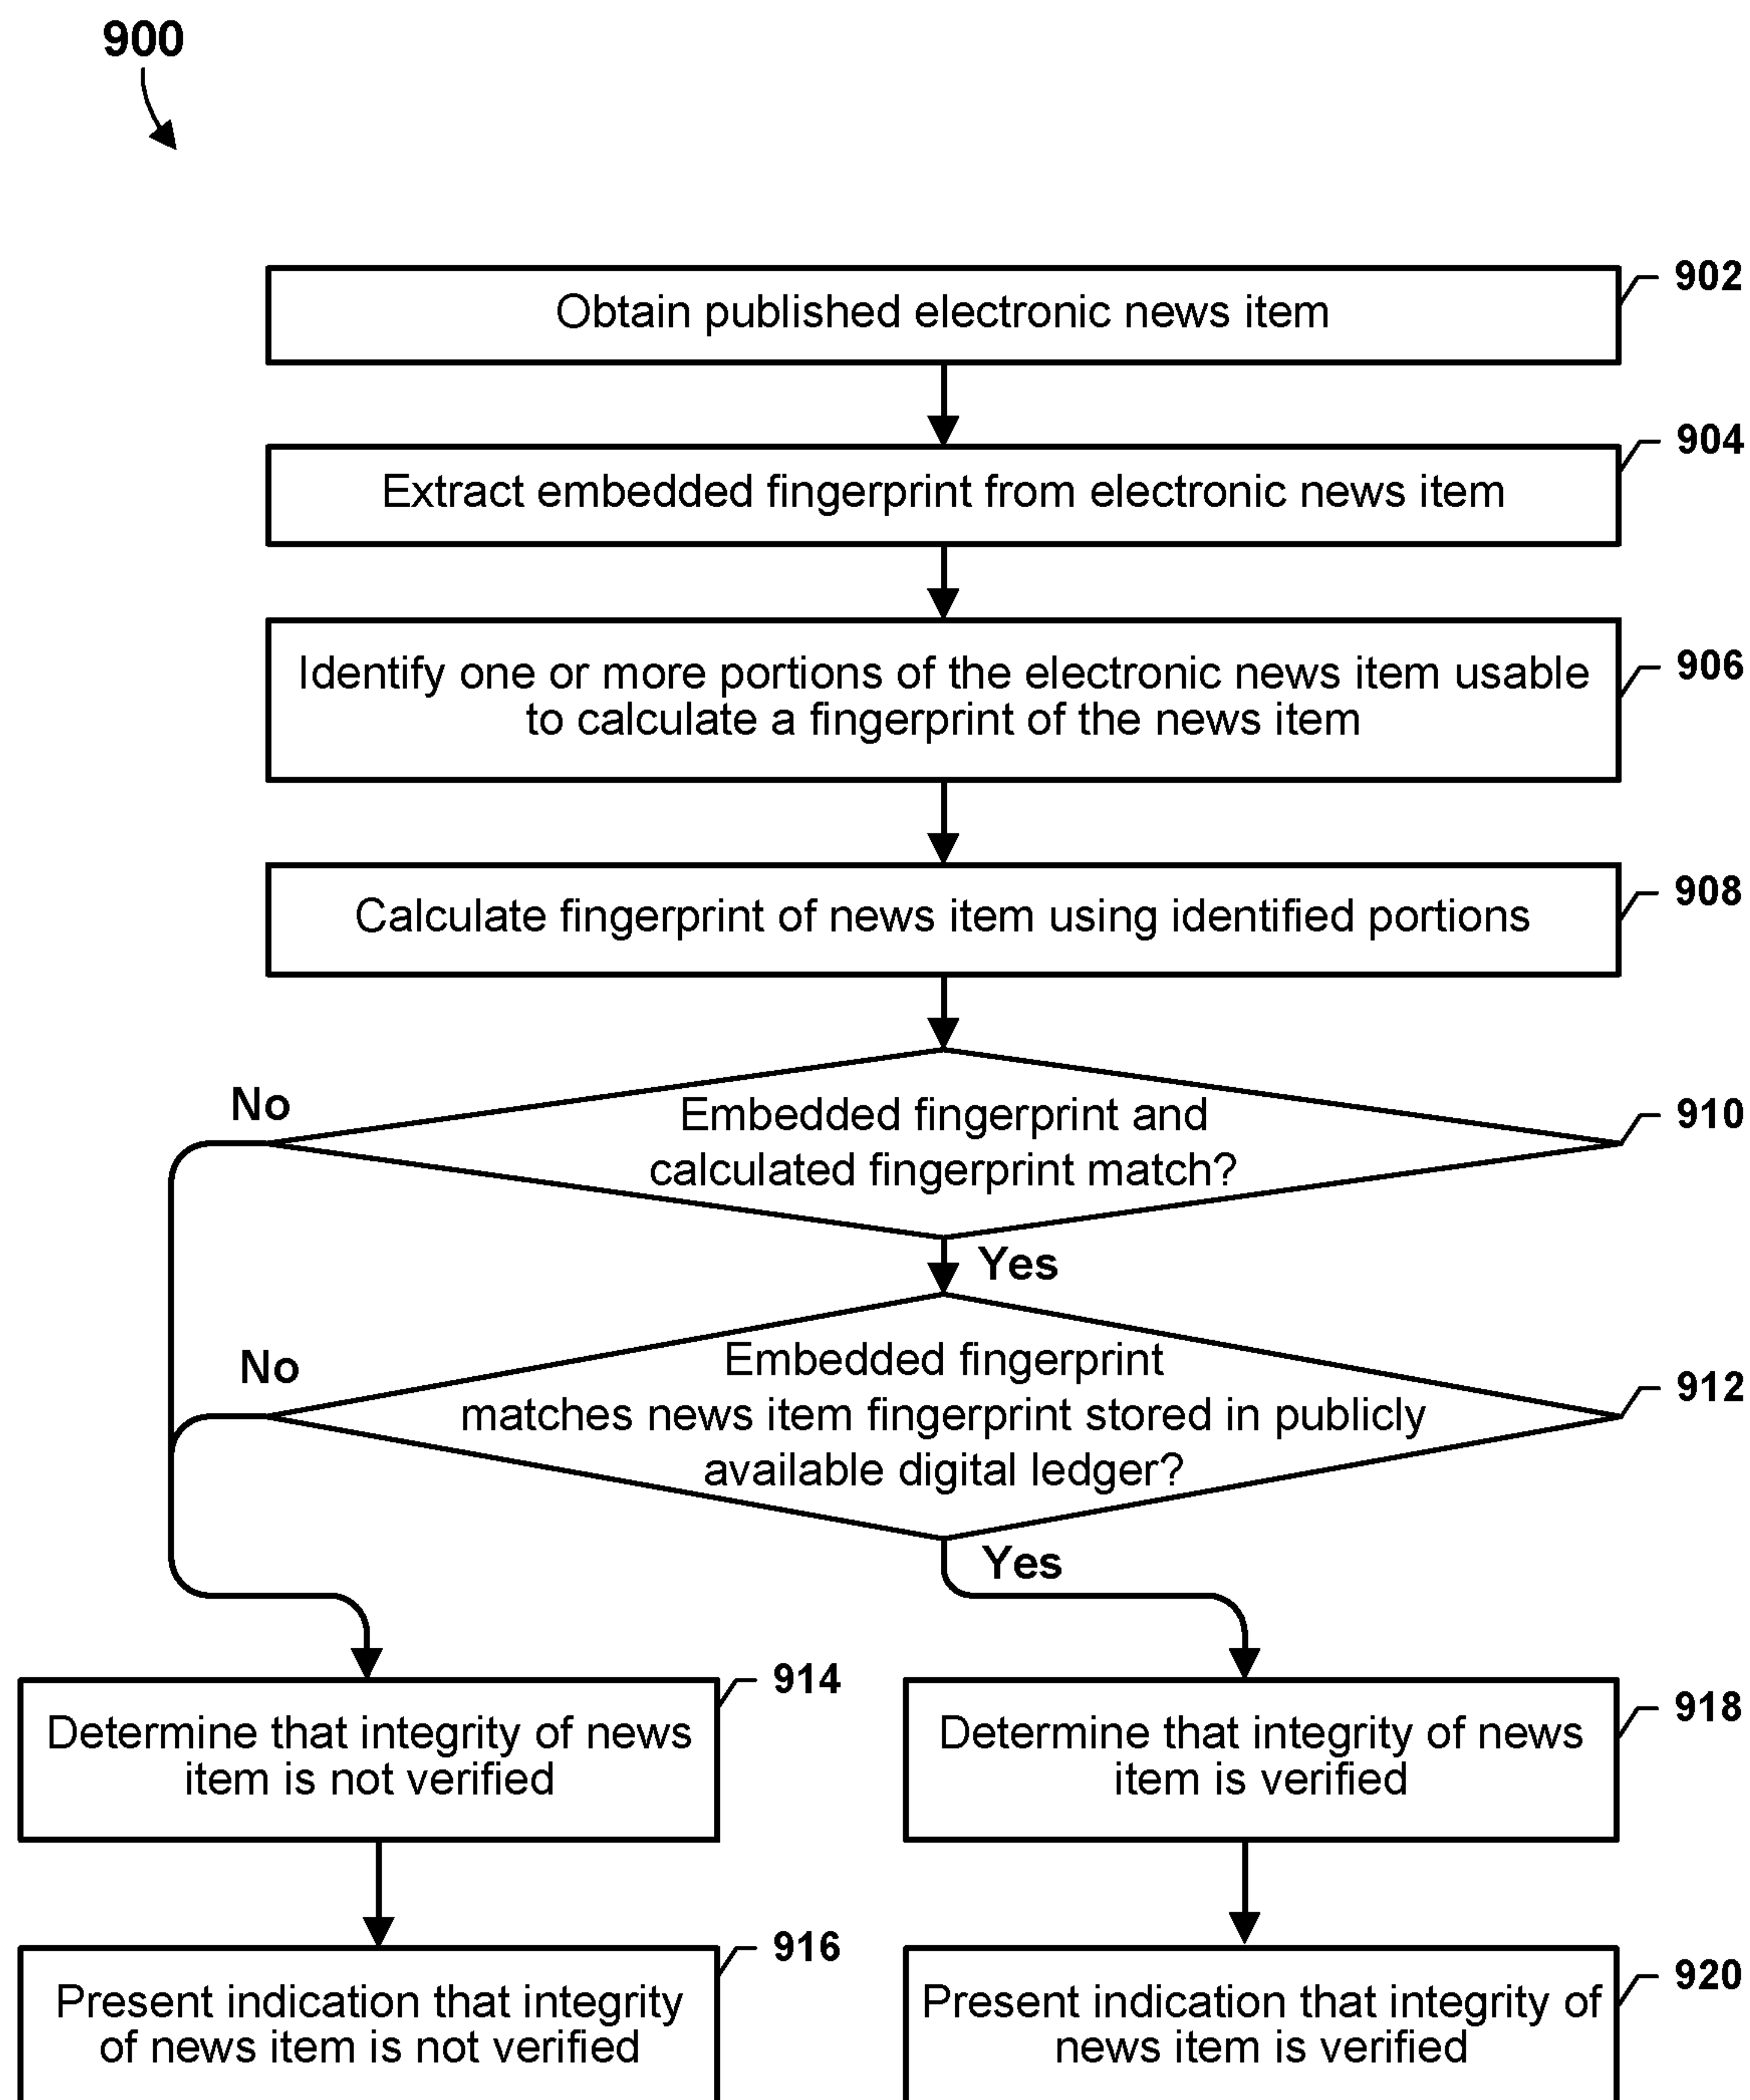 900
902
Obtain published electronic news item
904
Extract embedded fingerprint from electronic news item
906
Identify one or more portions of the electronic news item usable
to calculate a fingerprint of the news item
908
Calculate fingerprint of news item using identified portions
No
910
Embedded fingerprint and
calculated fingerprint match?
Yes
No
912
Embedded fingerprint
matches news item fingerprint stored in publicly
available digital ledger?
Yes
914
Determine that integrity of news
item is not verified
918
Determine that integrity of news
item is verified
916
Present indication that integrity
of news item is not verified
920
Present indication that integrity of
news item is verified